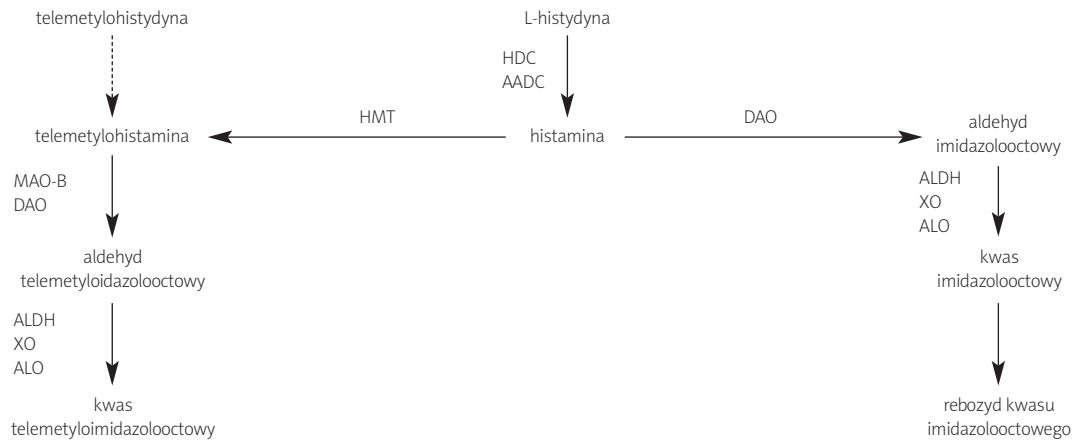 telemetylohistydyna
L-histydyna
HDC
AADC
telemetylohistamina
HMT
histamina
DAO
aldehyd
imidazolooctowy
MAO-B
DAO
ALDH
XO
ALO
aldehyd
telemetyloidazolooctowy
kwas
imidazolooctowy
ALDH
XO
ALO
kwas
telemetyloimidazolooctowy
rebozyd kwasu
imidazolooctowego